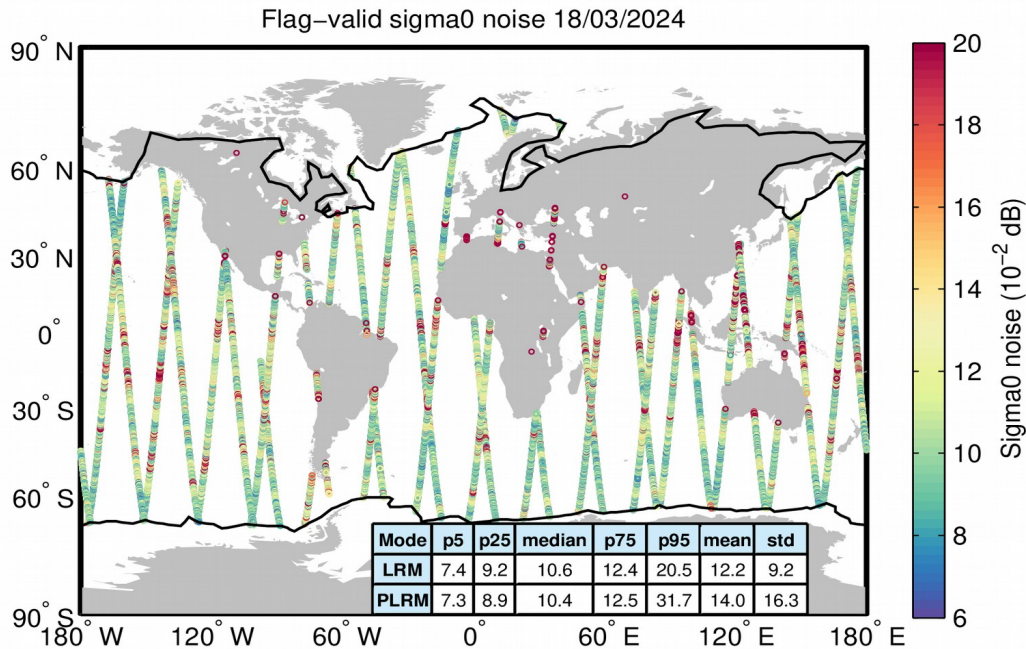 Flag−valid sigma0 noise 18/03/2024
90° N
60° N
30° N
0°
30° S
60° S
90° S
180° W
120° W
60° W
0°
60° E
120° E
180° E
Mode p5 p25 median p75 p95 mean std
LRM 7.4 9.2 10.6 12.4 20.5 12.2 9.2
PLRM 7.3 8.9 10.4 12.5 31.7 14.0 16.3
20
18
16
14
12
10
8
6
Sigma0 noise (10⁻² dB)